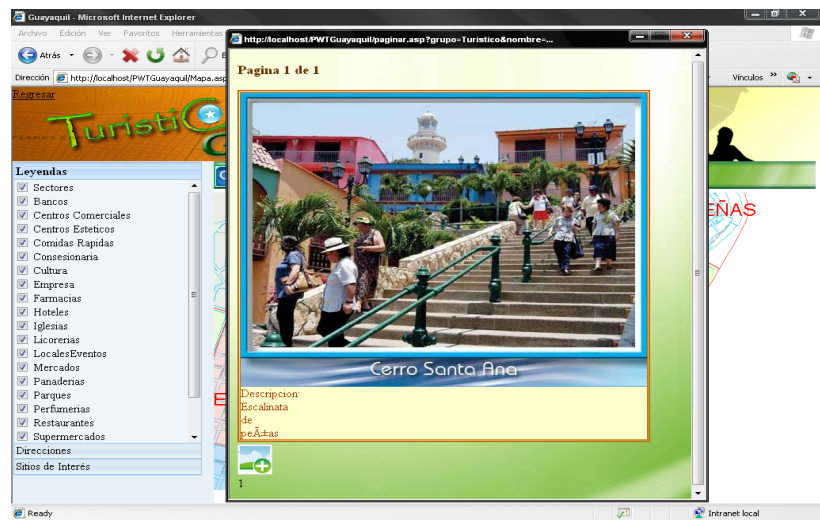 Guayaquil - Microsoft Internet Explorer
Archivo Edición Ver Favoritos Herramientas
Atrás
Dirección http://localhost/PWTGuayaquil/Mapa.asp
Vínculos »
http://localhost/PWTGuayaquil/paginar.asp?grupo=Turistico&nombre=...
Pagina 1 de 1
Regresar
Turistic
Leyendas
Sectores
Bancos
Centros Comerciales
Centros Esteticos
Comidas Rapidas
Consesionaria
Cultura
Empresa
Farmacias
Hoteles
Iglesias
Licorerias
LocalesEventos
Mercados
Panaderias
Parques
Perfumerias
Restaurantes
Supermercados
Direcciones
Sitios de Interés
EÑAS
Cerro Santa Ana
Descripcion:
Escalinata
de
peÃ±as
1
Ready
Intranet local